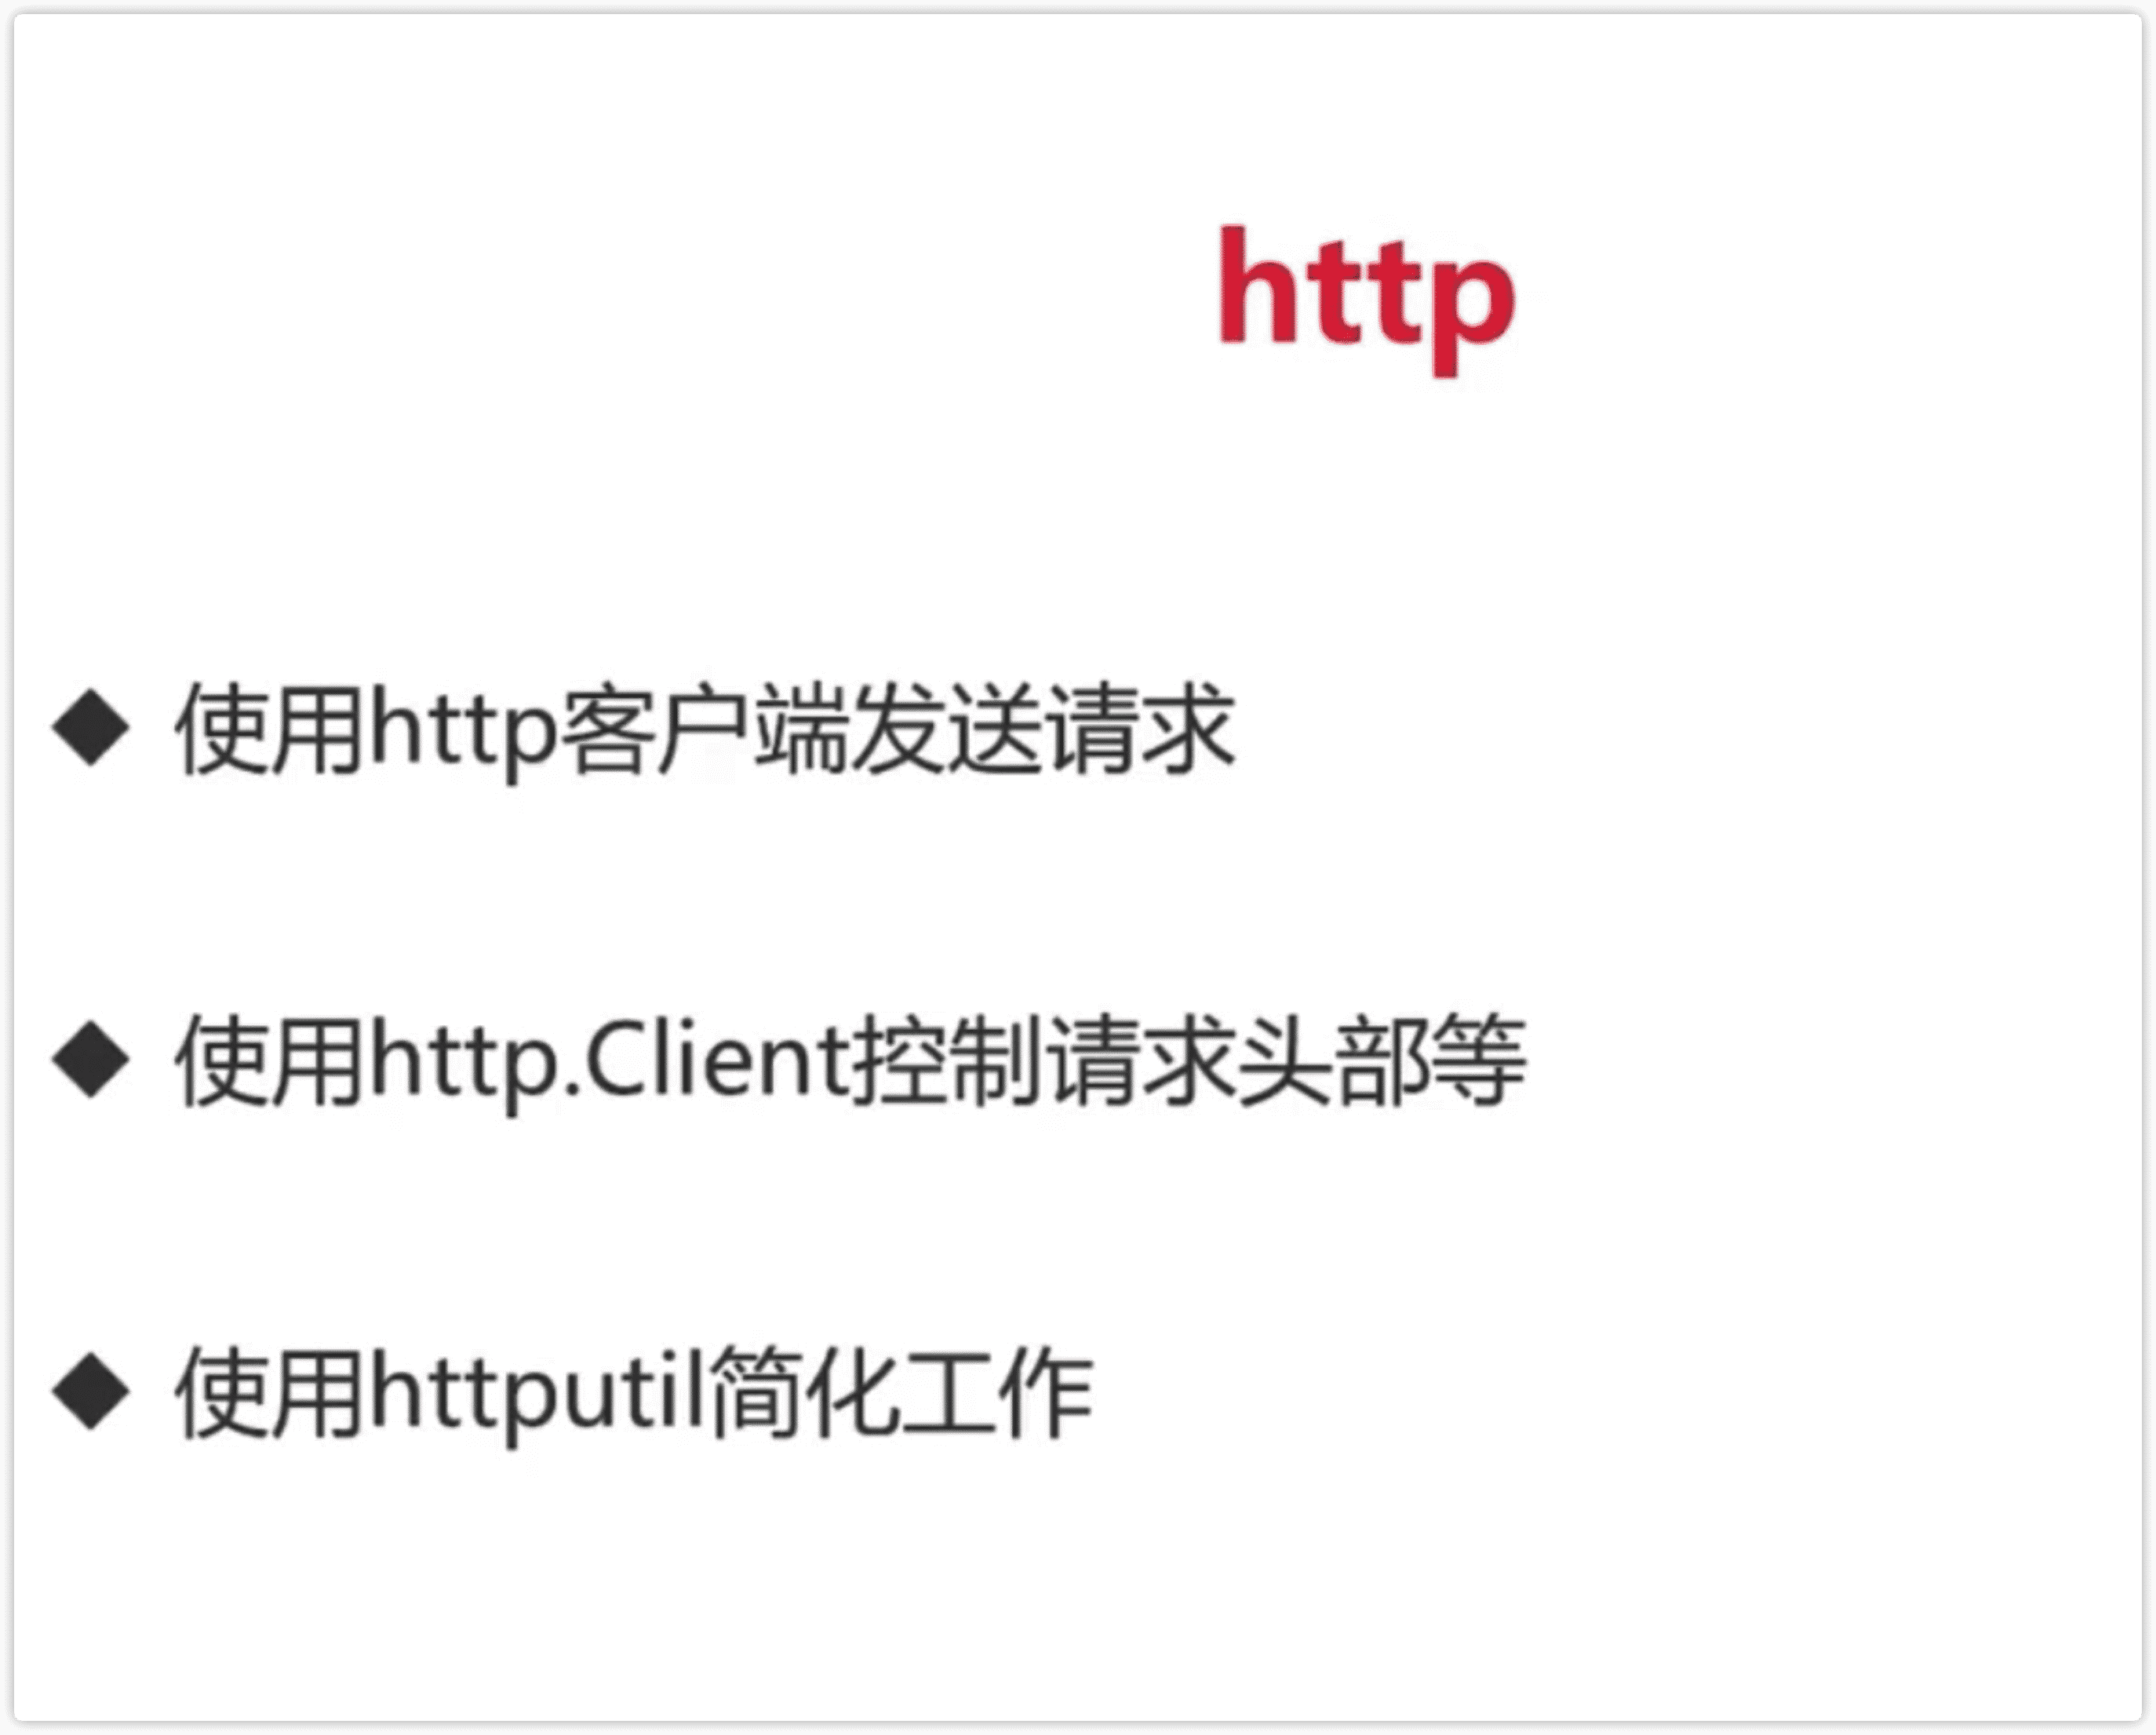 http
◆ 使用http客户端发送请求
◆ 使用http.Client控制请求头部等
◆ 使用httputil简化工作